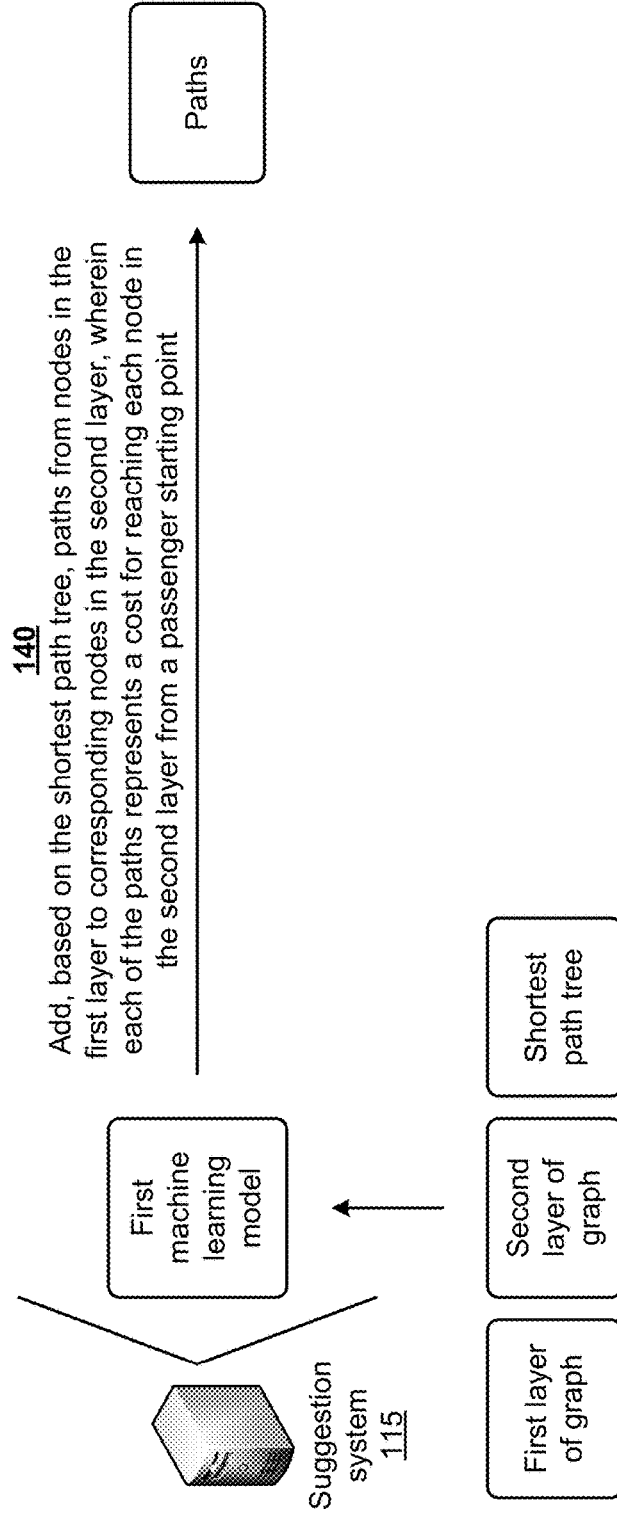 140
Add, based on the shortest path tree, paths from nodes in the
first layer to corresponding nodes in the second layer, wherein
each of the paths represents a cost for reaching each node in
the second layer from a passenger starting point
Suggestion
system
115
First
machine
learning
model
Paths
First layer
of graph
Second
layer of
graph
Shortest
path tree